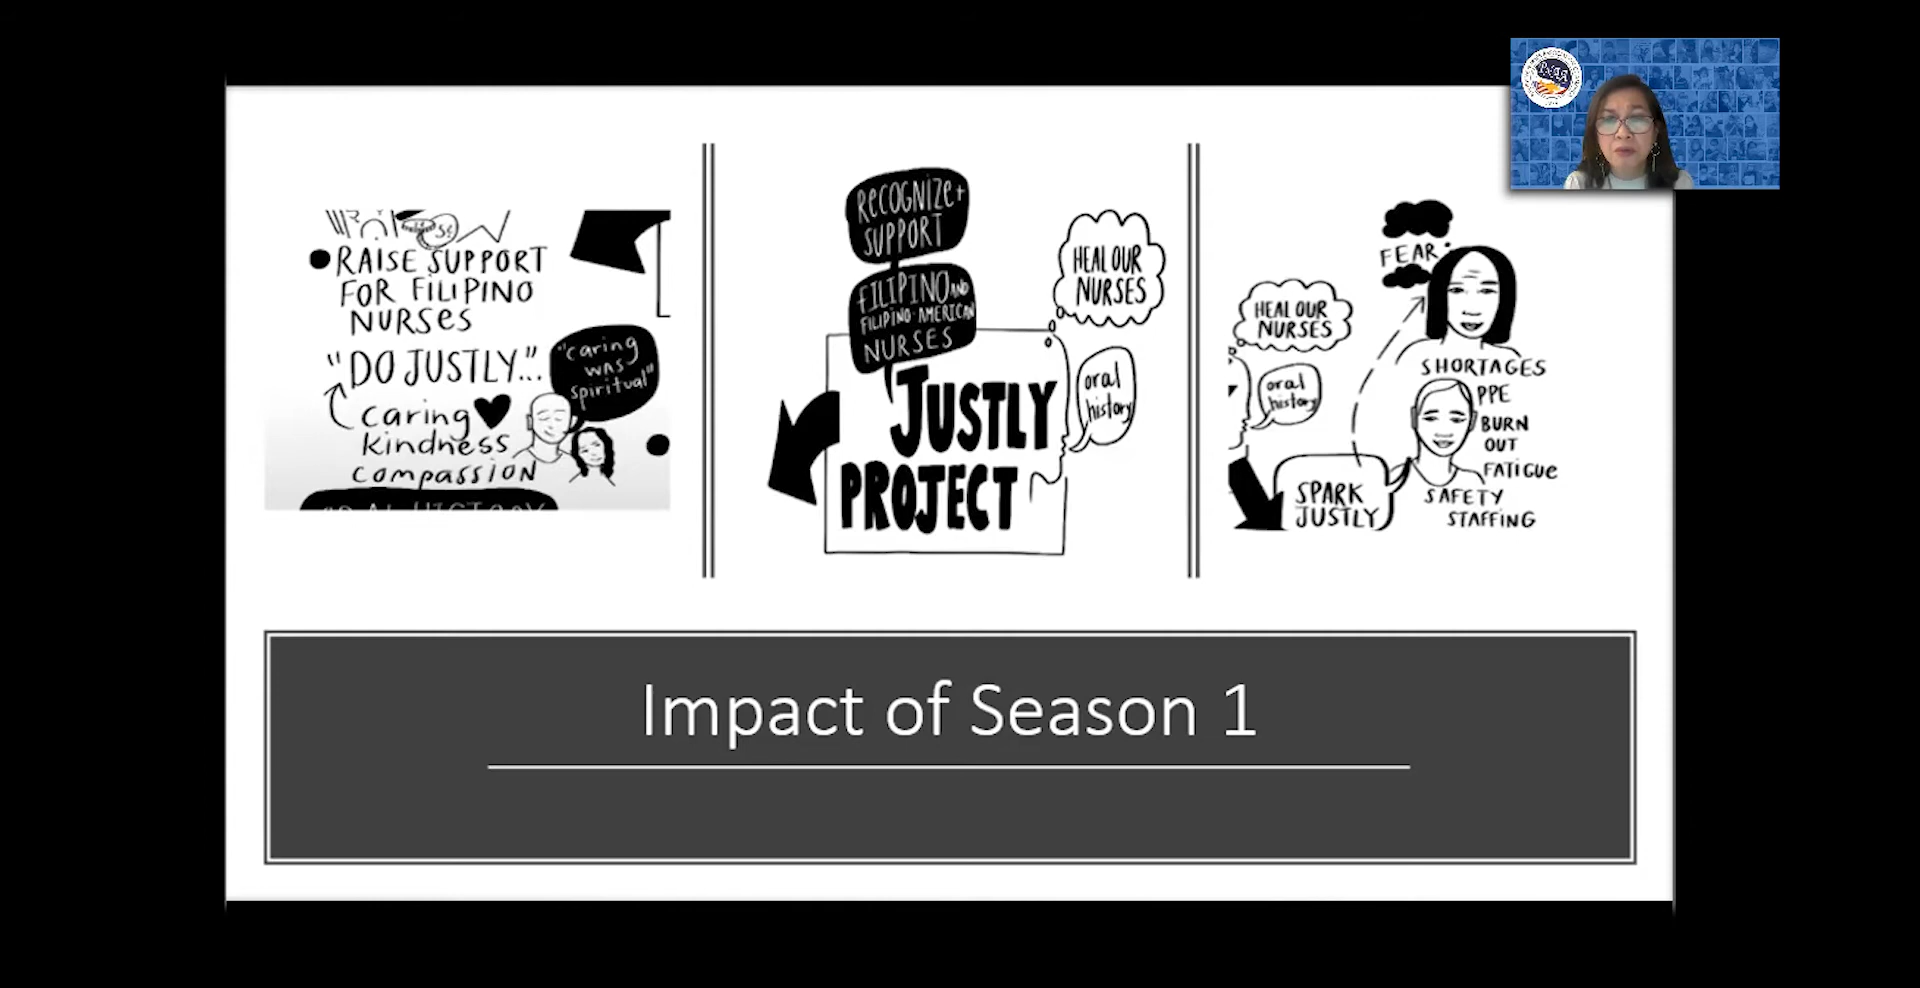 RAISE SUPPORT
FOR FILIPINO
NURSES
"DO JUSTLY"...
"caring
was
spiritual"
caring
kindness
compassion
RECOGNIZE +
SUPPORT
FILIPINO AND
FILIPINO-AMERICAN
NURSES
HEAL OUR
NURSES
oral
history
JUSTLY
PROJECT
FEAR
HEAL OUR
NURSES
oral
history
SHORTAGES
PPE
BURN
OUT
FATIGUE
SAFETY
STAFFING
SPARK
JUSTLY
PNAA
Impact of Season 1